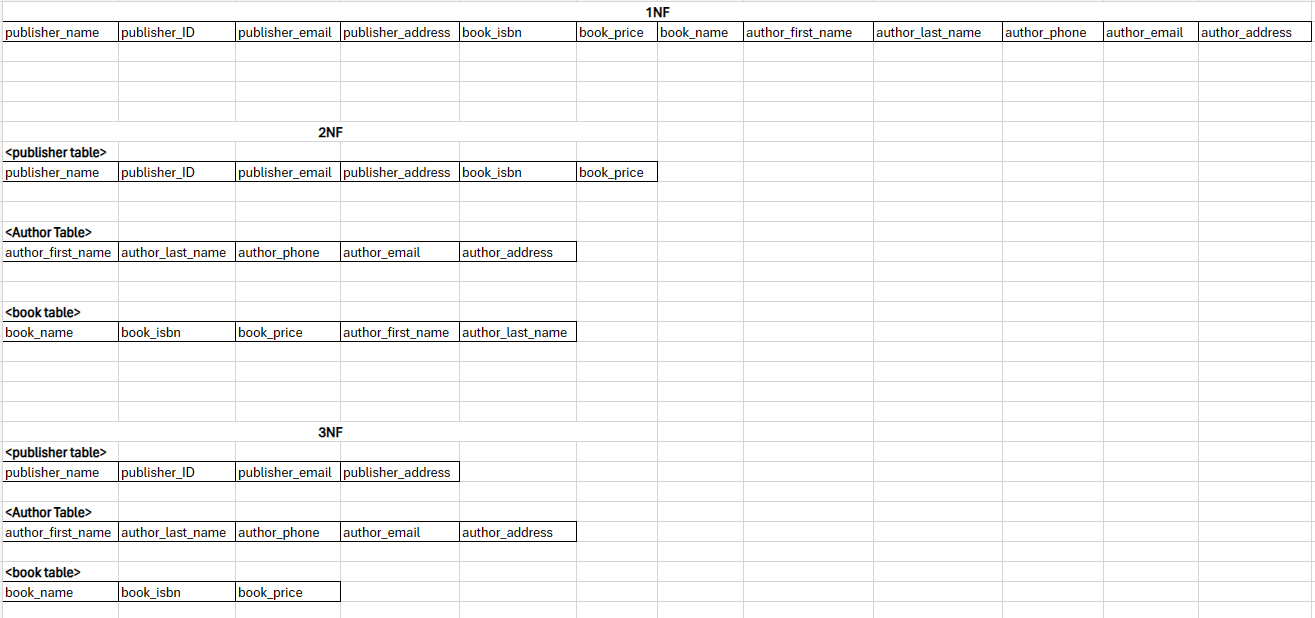 1NF
publisher_name publisher_ID publisher_email publisher_address book_isbn book_price book_name author_first_name author_last_name author_phone author_email author_address
2NF
<publisher table>
publisher_name publisher_ID publisher_email publisher_address book_isbn book_price
<Author Table>
author_first_name author_last_name author_phone author_email author_address
<book table>
book_name book_isbn book_price author_first_name author_last_name
3NF
<publisher table>
publisher_name publisher_ID publisher_email publisher_address
<Author Table>
author_first_name author_last_name author_phone author_email author_address
<book table>
book_name book_isbn book_price